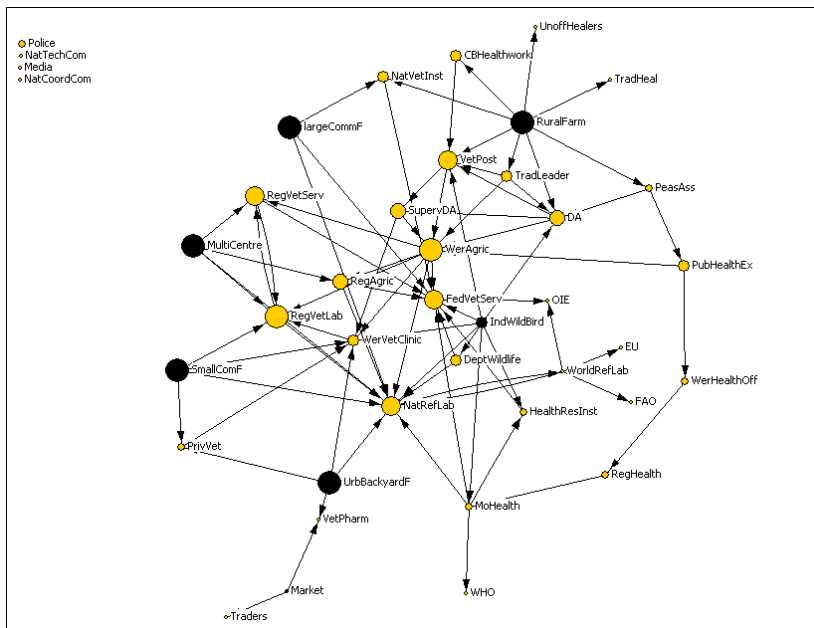 UnoffHealers
Police
NatTechCom
CBHealthwork
Media
NatVetInst
TradHeal
NatCoordCom
largeCommF
RuralFarm
VetPost
TradLeader
PeasAss
RegVetServ
SupervDA
DA
MultiCentre
WerAgric
PubHealthEx
RegAgric
FedVetServ
OIE
RegVetLab
IndWildBird
WerVetClinic
EU
DeptWildlife
SmallComF
WorldRefLab
WerHealthOff
NatRefLab
FAO
HealthResInst
PrivVet
RegHealth
UrbBackyardF
MoHealth
VetPharm
Market
WHO
Traders